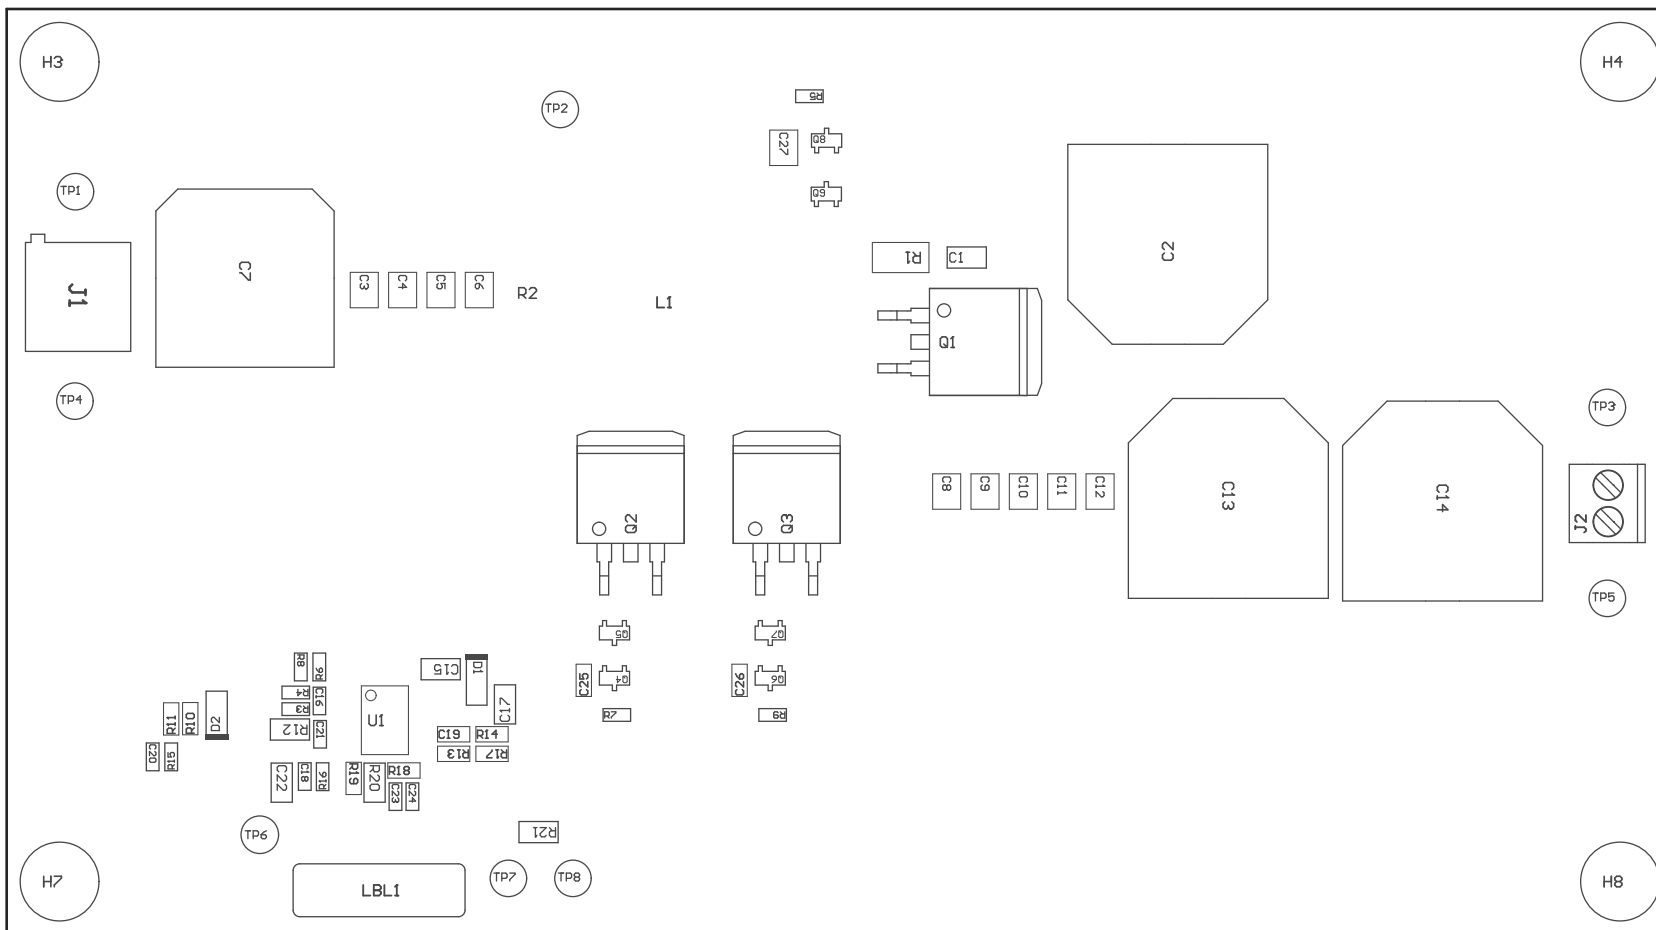 H3
H4
TP2
R5
C27
Q8
Q9
TP1
J1
C7
C3
C4
C5
C6
R2
L1
R1
C1
C2
Q1
TP4
TP3
Q2
Q3
C8
C9
C10
C11
C12
C13
C14
J2
TP5
Q5
Q7
C25
Q4
C26
Q6
R7
R9
R8
R6
C15
D1
R4
C16
C17
R3
R11
R10
D2
R12
C21
U1
C19
R14
C20
R15
R13
R17
C22
C18
R16
R19
R20
R18
C23
C24
TP6
R21
H7
LBL1
TP7
TP8
H8